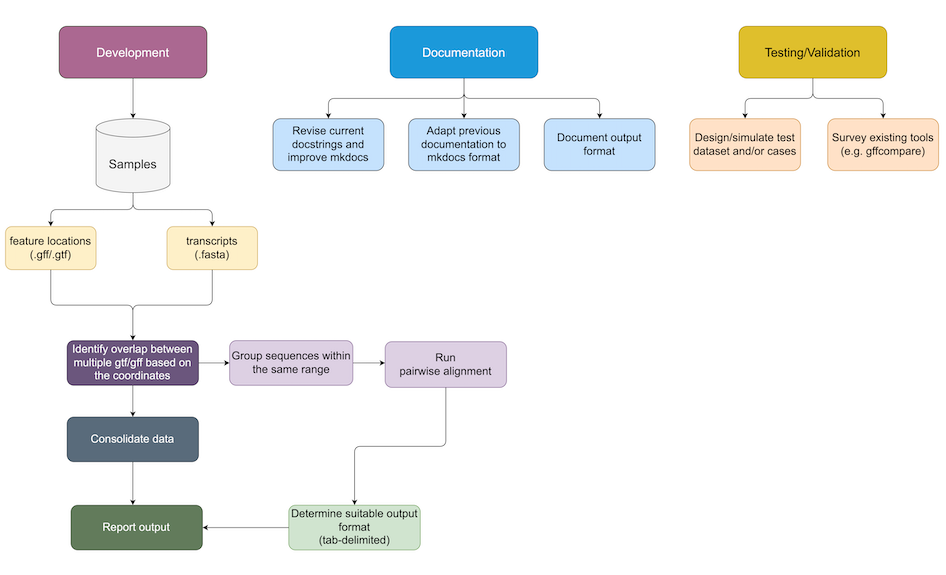 Development
Documentation
Testing/Validation
Revise current
docstrings and
improve mkdocs
Adapt previous
documentation to
mkdocs format
Document output
format
Design/simulate test
dataset and/or cases
Survey existing tools
(e.g. gffcompare)
Samples
feature locations
(.gff/.gtf)
transcripts
(.fasta)
Identify overlap between
multiple gtf/gff based on
the coordinates
Group sequences within
the same range
Run
pairwise alignment
Consolidate data
Report output
Determine suitable output
format
(tab-delimited)